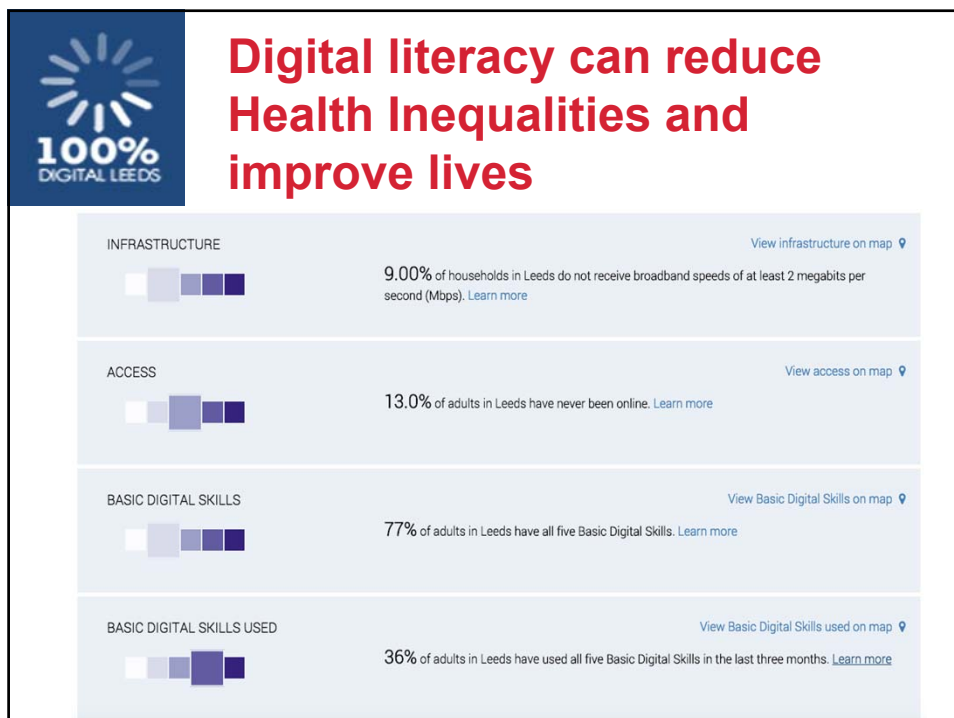 100%
DIGITAL LEEDS
Digital literacy can reduce
Health Inequalities and
improve lives
INFRASTRUCTURE
View infrastructure on map
9.00% of households in Leeds do not receive broadband speeds of at least 2 megabits per
second (Mbps). Learn more
ACCESS
View access on map
13.0% of adults in Leeds have never been online. Learn more
BASIC DIGITAL SKILLS
View Basic Digital Skills on map
77% of adults in Leeds have all five Basic Digital Skills. Learn more
BASIC DIGITAL SKILLS USED
View Basic Digital Skills used on map
36% of adults in Leeds have used all five Basic Digital Skills in the last three months. Learn more